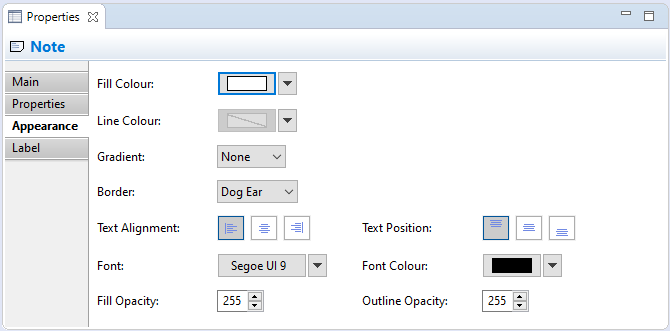 Properties
Note
Main
Properties
Appearance
Label
Fill Colour:
Line Colour:
Gradient: None
Border: Dog Ear
Text Alignment: Text Position:
Font: Segoe UI 9 Font Colour:
Fill Opacity: 255 Outline Opacity: 255